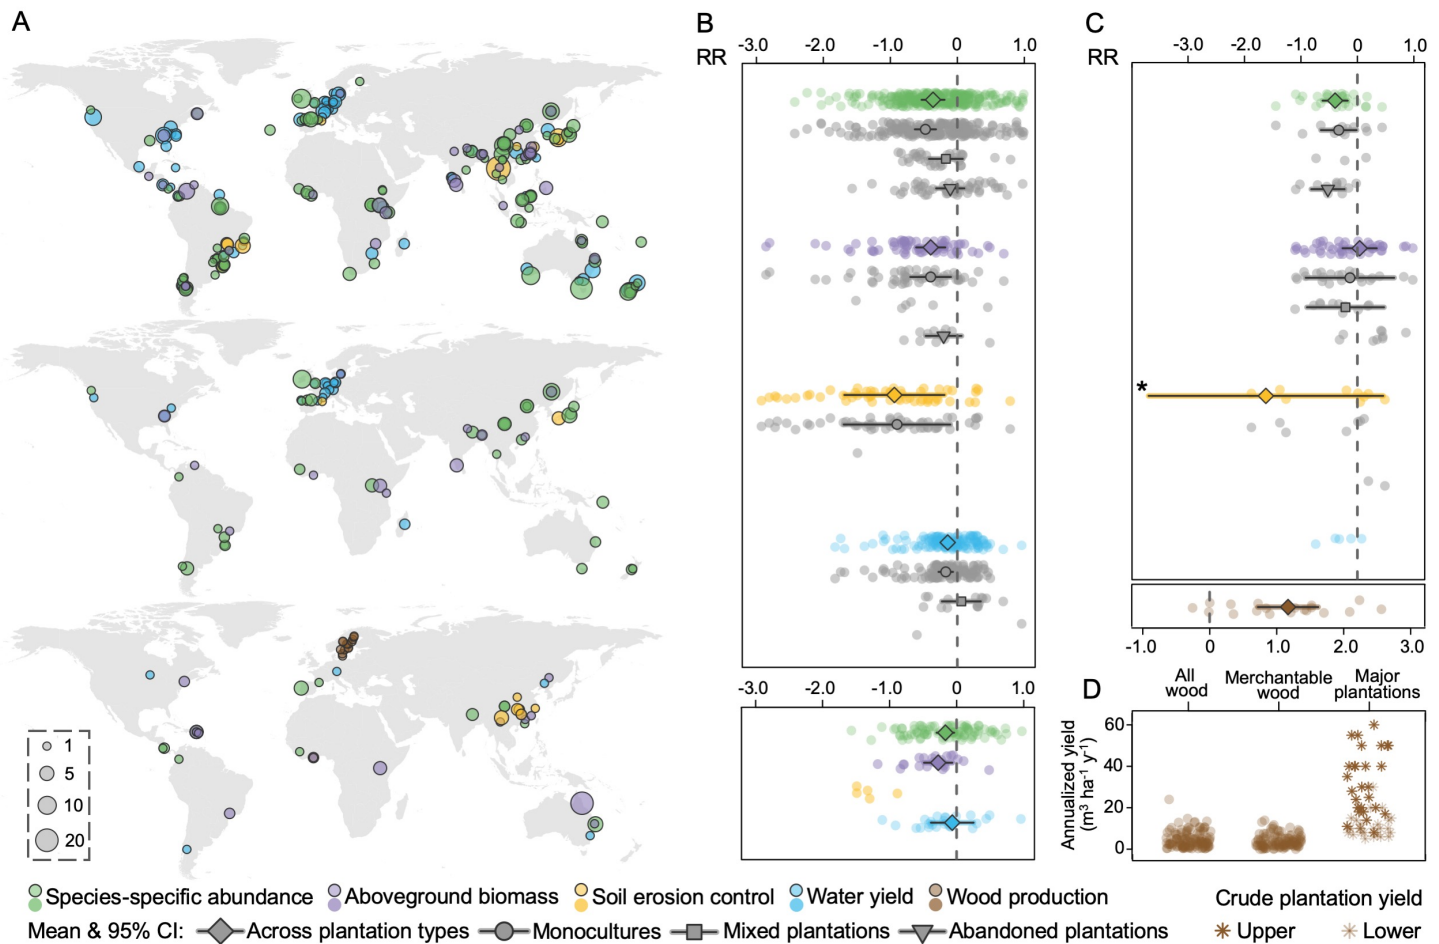 A
B
C
RR
-3.0 -2.0 -1.0 0 1.0
RR
-3.0 -2.0 -1.0 0 1.0
*
-1.0 0 1.0 2.0 3.0
-3.0 -2.0 -1.0 0 1.0
D
All wood
Merchantable wood
Major plantations
Annualized yield
(m³ ha⁻¹ y⁻¹)
60
40
20
0
1
5
10
20
Species-specific abundance Aboveground biomass Soil erosion control Water yield Wood production Crude plantation yield
Mean & 95% CI: Across plantation types Monocultures Mixed plantations Abandoned plantations Upper Lower